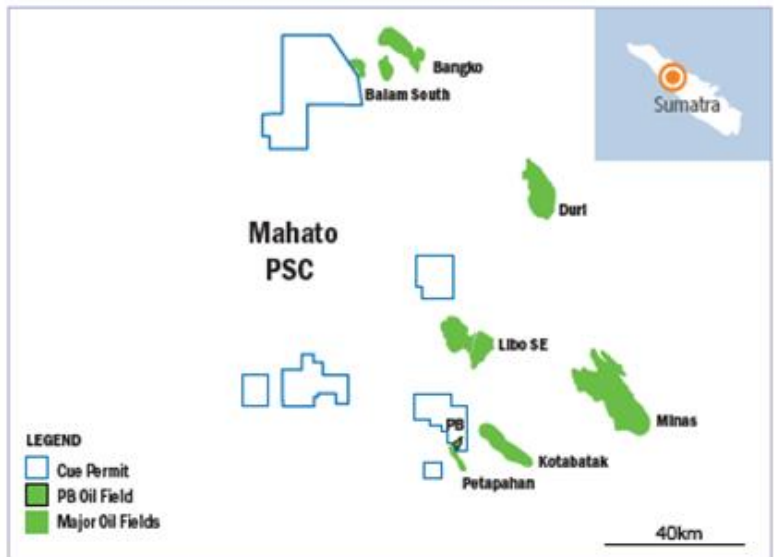 Bangko
Balam South
Sumatra
Duri
Mahato
PSC
Libo SE
Minas
PB
Kotabatak
Petapahan
LEGEND
Cue Permit
PB Oil Field
Major Oil Fields
40km